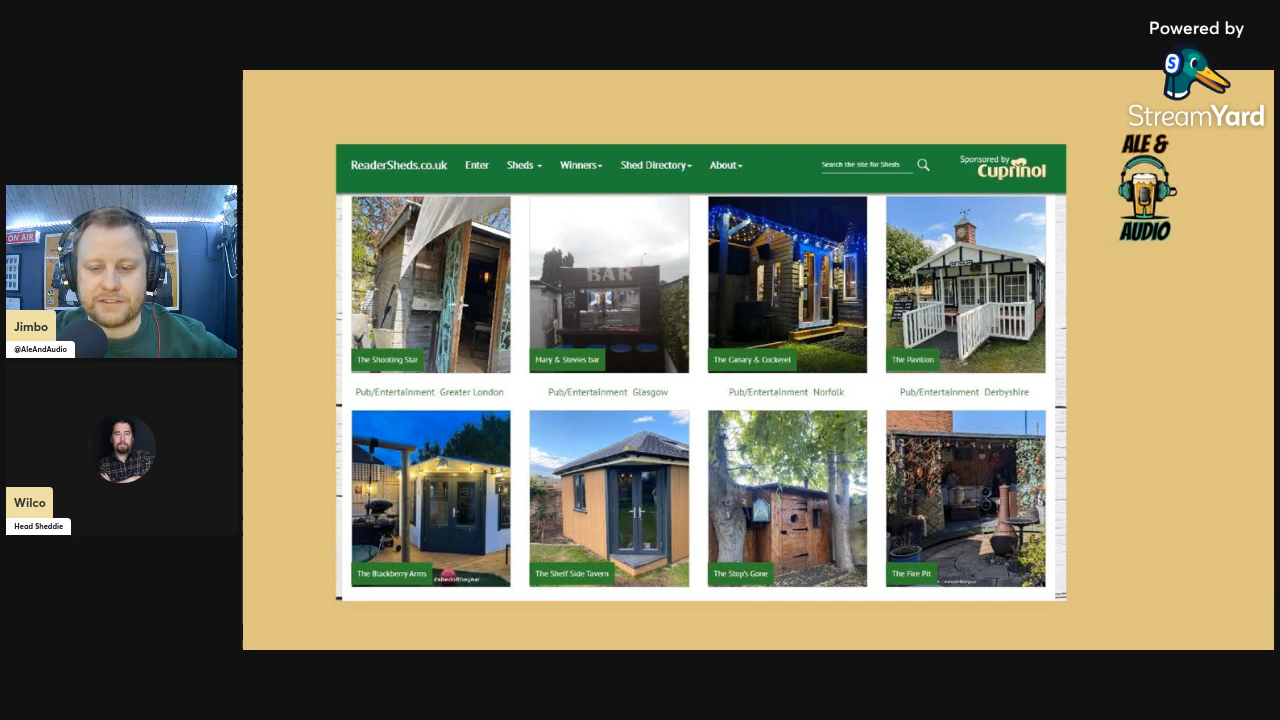 Powered by
StreamYard
ALE &
AUDIO
ReaderSheds.co.uk
Enter
Sheds
Winners
Shed Directory
About
Search the site for Sheds
Sponsored by
Cuprinol
ON AIR
Jimbo
@AleAndAudio
Wilco
Head Sheddie
BAR
The Shooting Star
Mary & Stevies bar
The Canary & Cockerel
The Pavilion
Pub/Entertainment Greater London
Pub/Entertainment Glasgow
Pub/Entertainment Norfolk
Pub/Entertainment Derbyshire
The Blackberry Arms
#shedoftheyear
The Shelf Side Tavern
The Stop's Gone
The Fire Pit